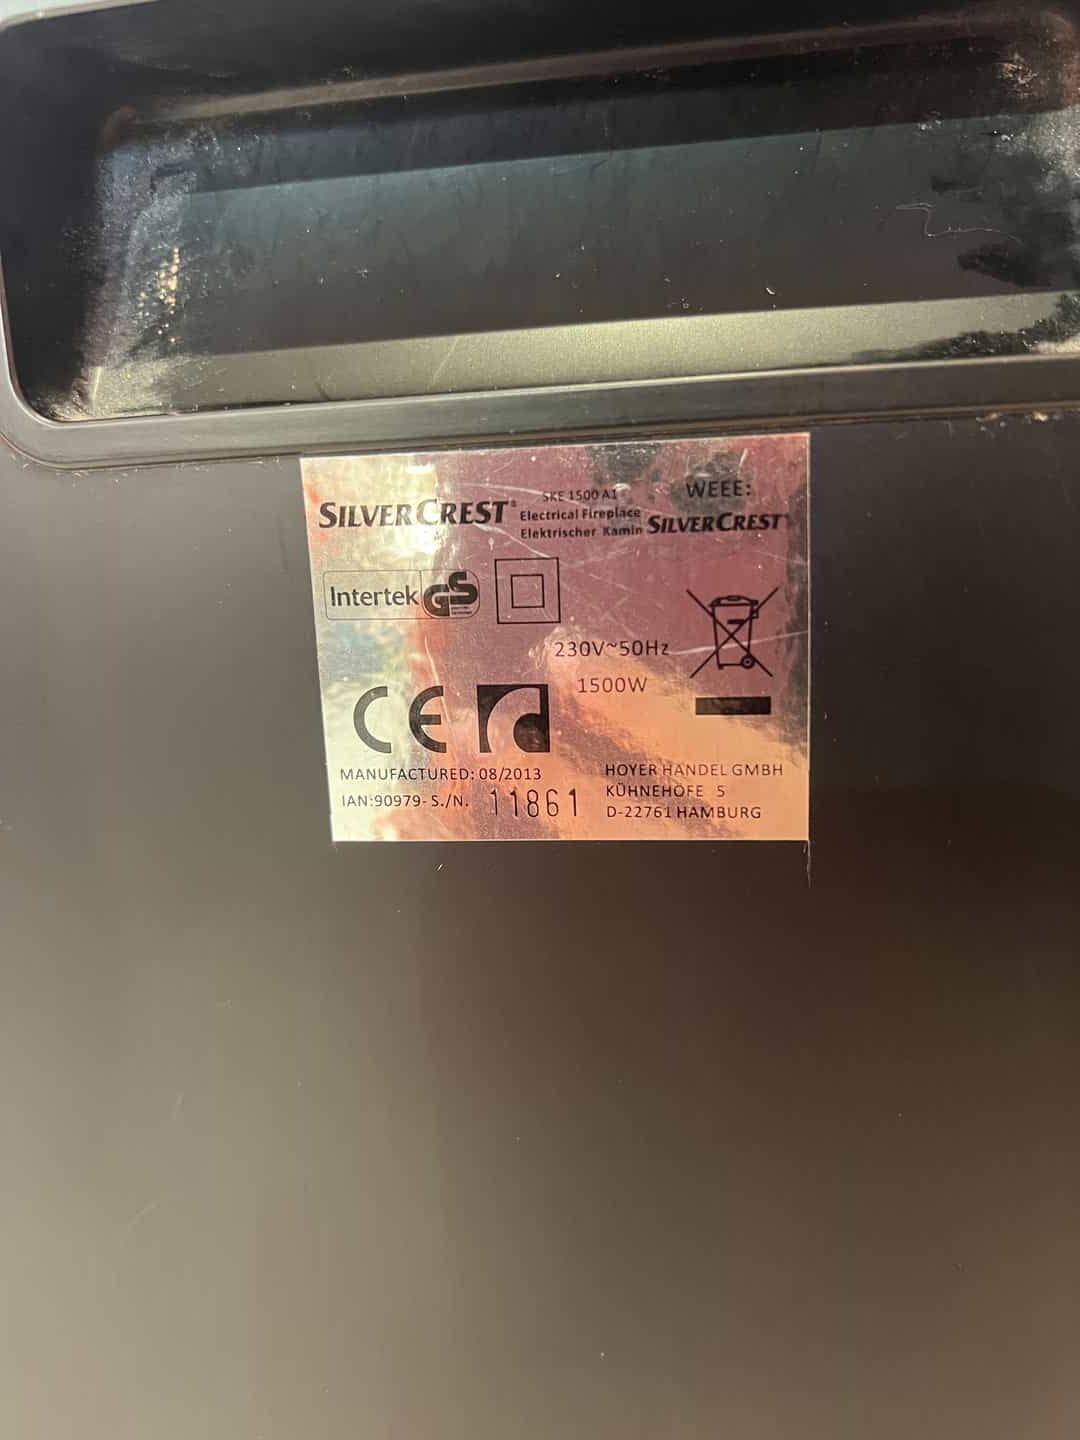 SILVERCREST®
SKE 1500 A1
Electrical Fireplace
Elektrischer Kamin
WEEE:
SILVERCREST®
Intertek
GS
230V~50Hz
1500W
CE
MANUFACTURED: 08/2013
IAN:90979- S./N. 11861
HOYER HANDEL GMBH
KÜHNEHÖFE 5
D-22761 HAMBURG